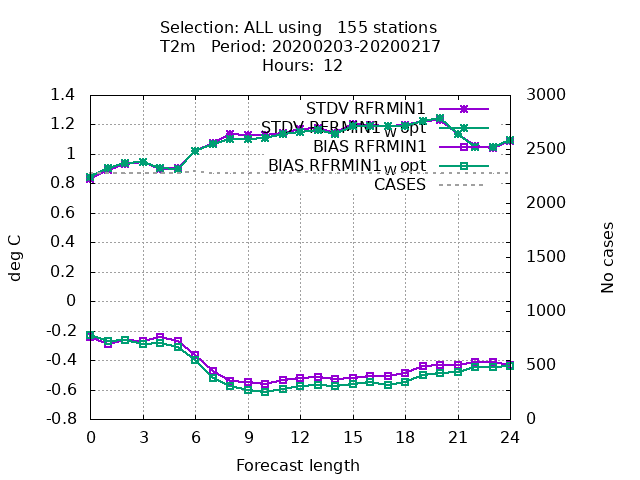 Selection: ALL using   155 stations
T2m   Period: 20200203-20200217
Hours:  12
STDV RFRMIN1
STDV RFRMIN1_w opt
BIAS RFRMIN1
BIAS RFRMIN1_w opt
CASES
1.4
1.2
1
0.8
0.6
0.4
0.2
0
-0.2
-0.4
-0.6
-0.8
deg C
3000
2500
2000
1500
1000
500
0
No cases
0 3 6 9 12 15 18 21 24
Forecast length